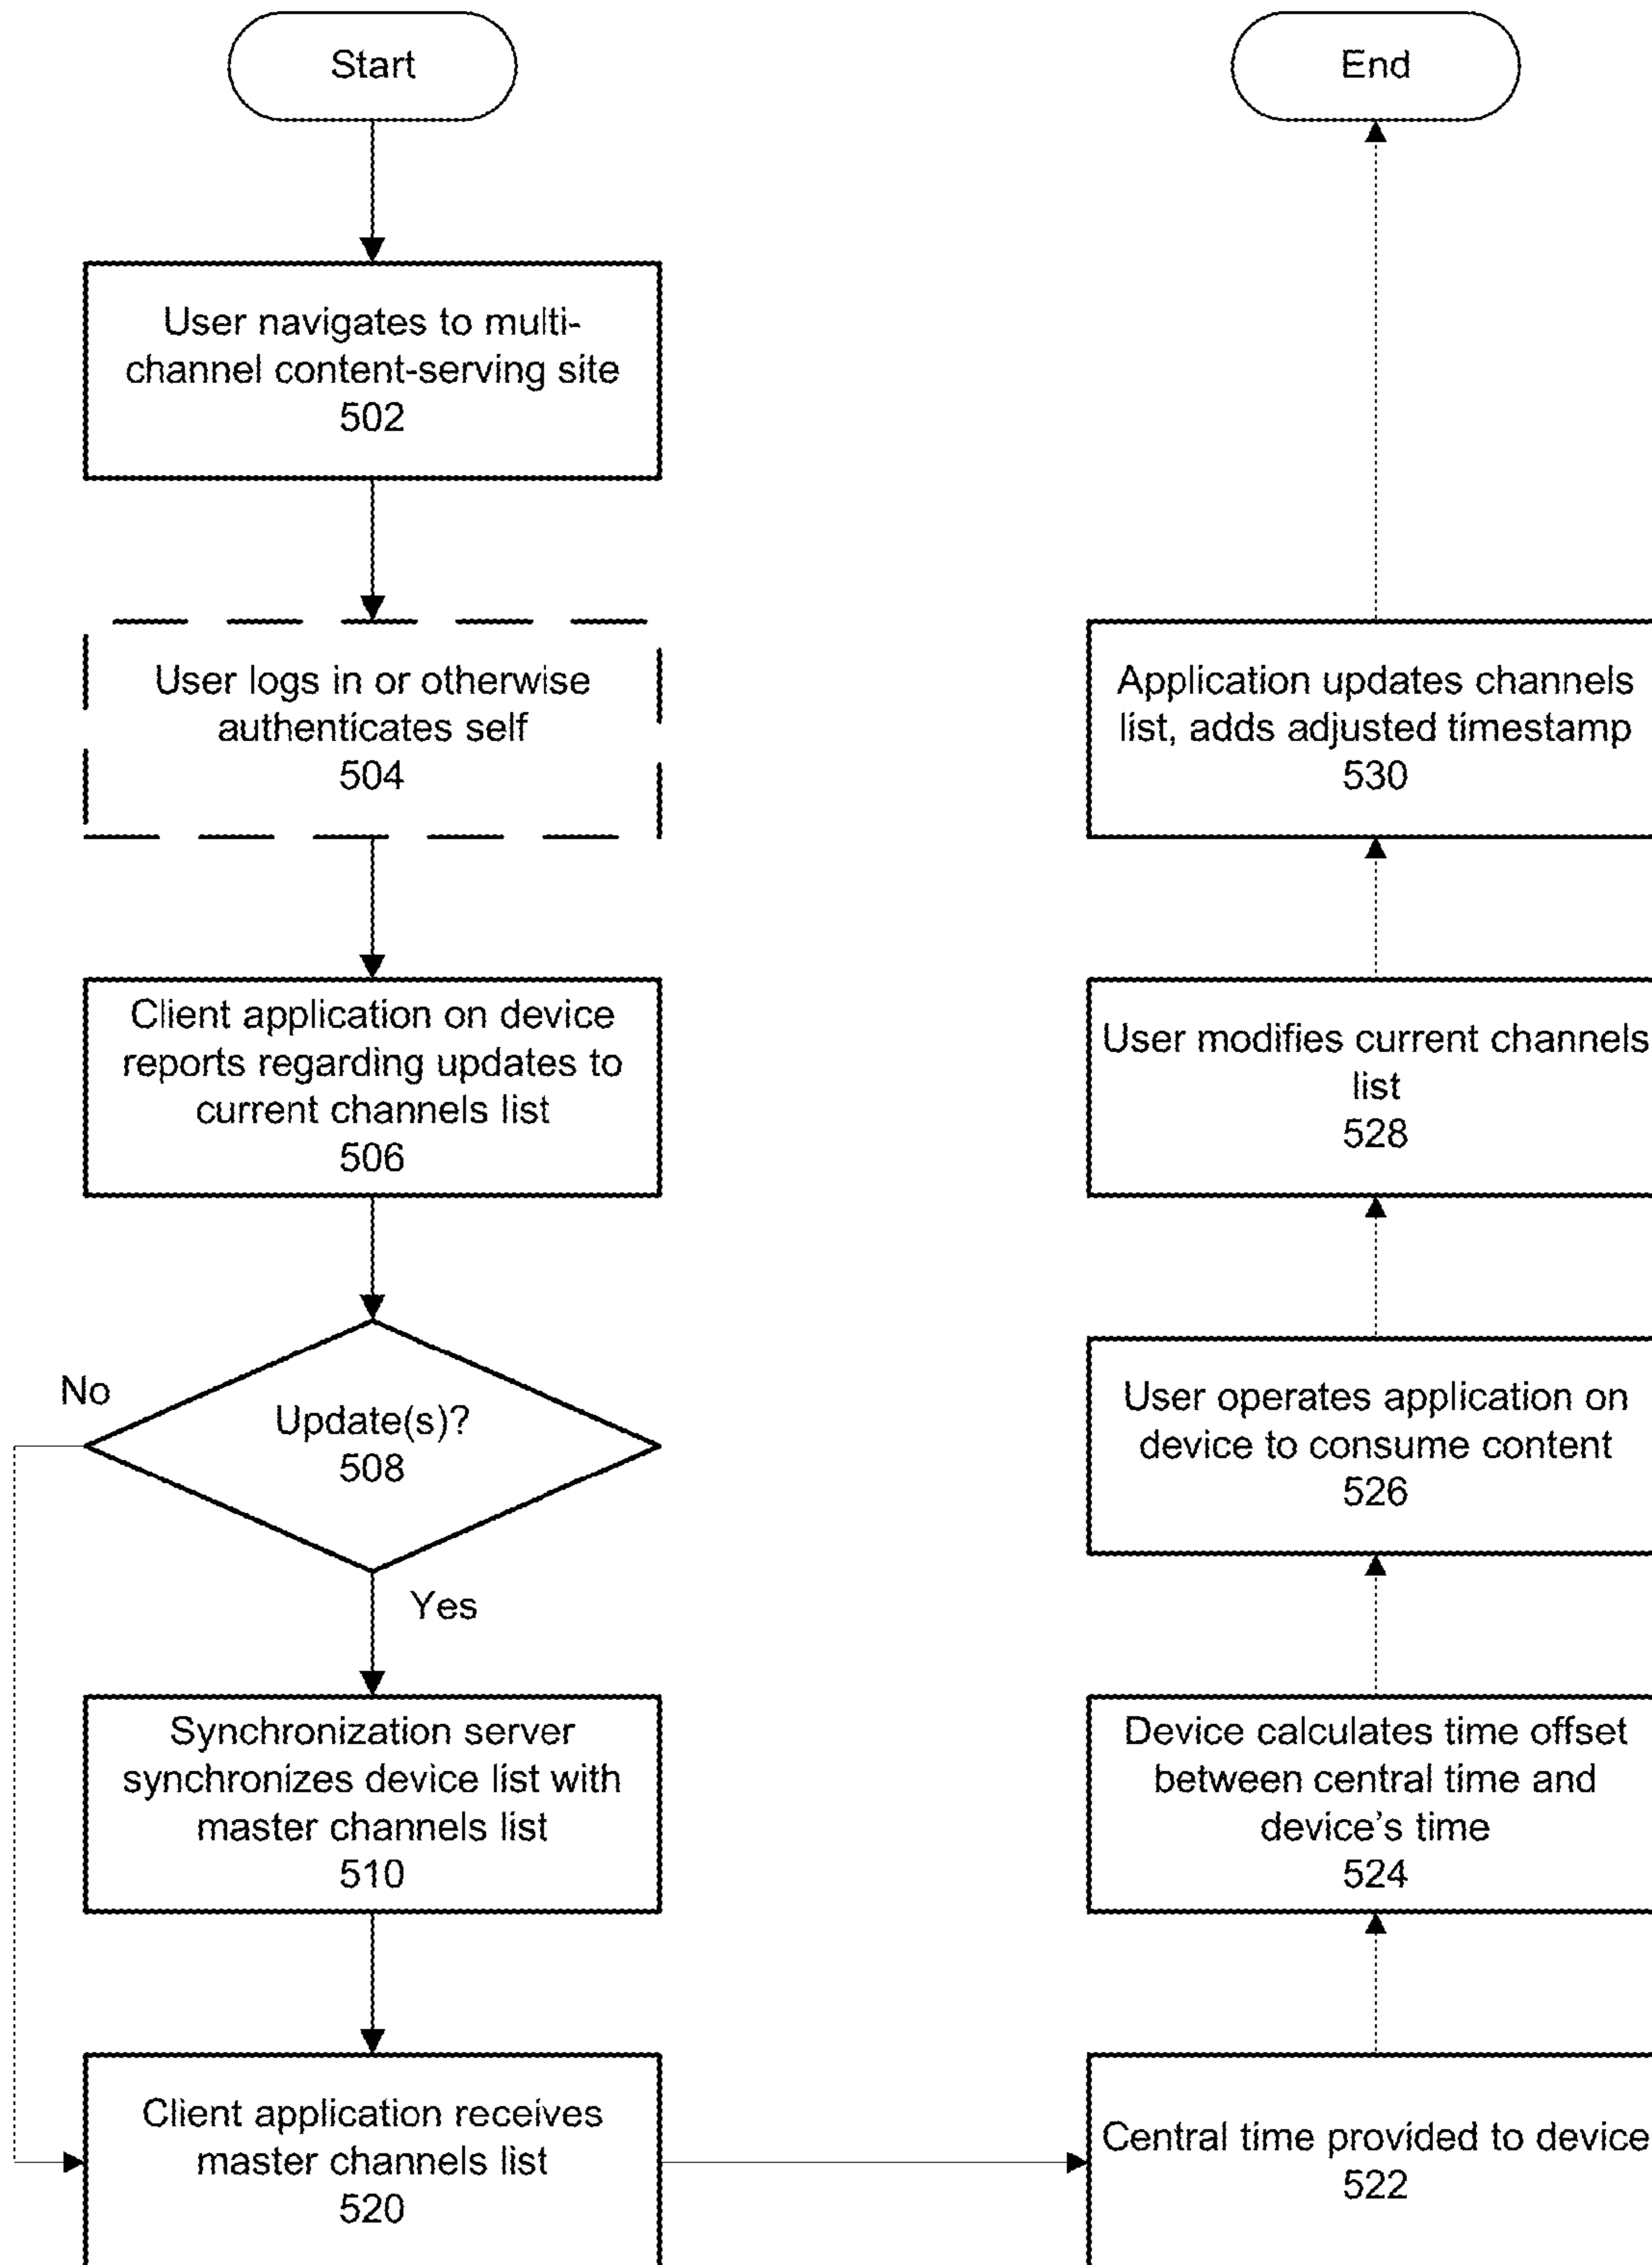 Start
User navigates to multi-
channel content-serving site
502
User logs in or otherwise
authenticates self
504
Client application on device
reports regarding updates to
current channels list
506
No
Update(s)?
508
Yes
Synchronization server
synchronizes device list with
master channels list
510
Client application receives
master channels list
520
Central time provided to device
522
Device calculates time offset
between central time and
device's time
524
User operates application on
device to consume content
526
User modifies current channels
list
528
Application updates channels
list, adds adjusted timestamp
530
End